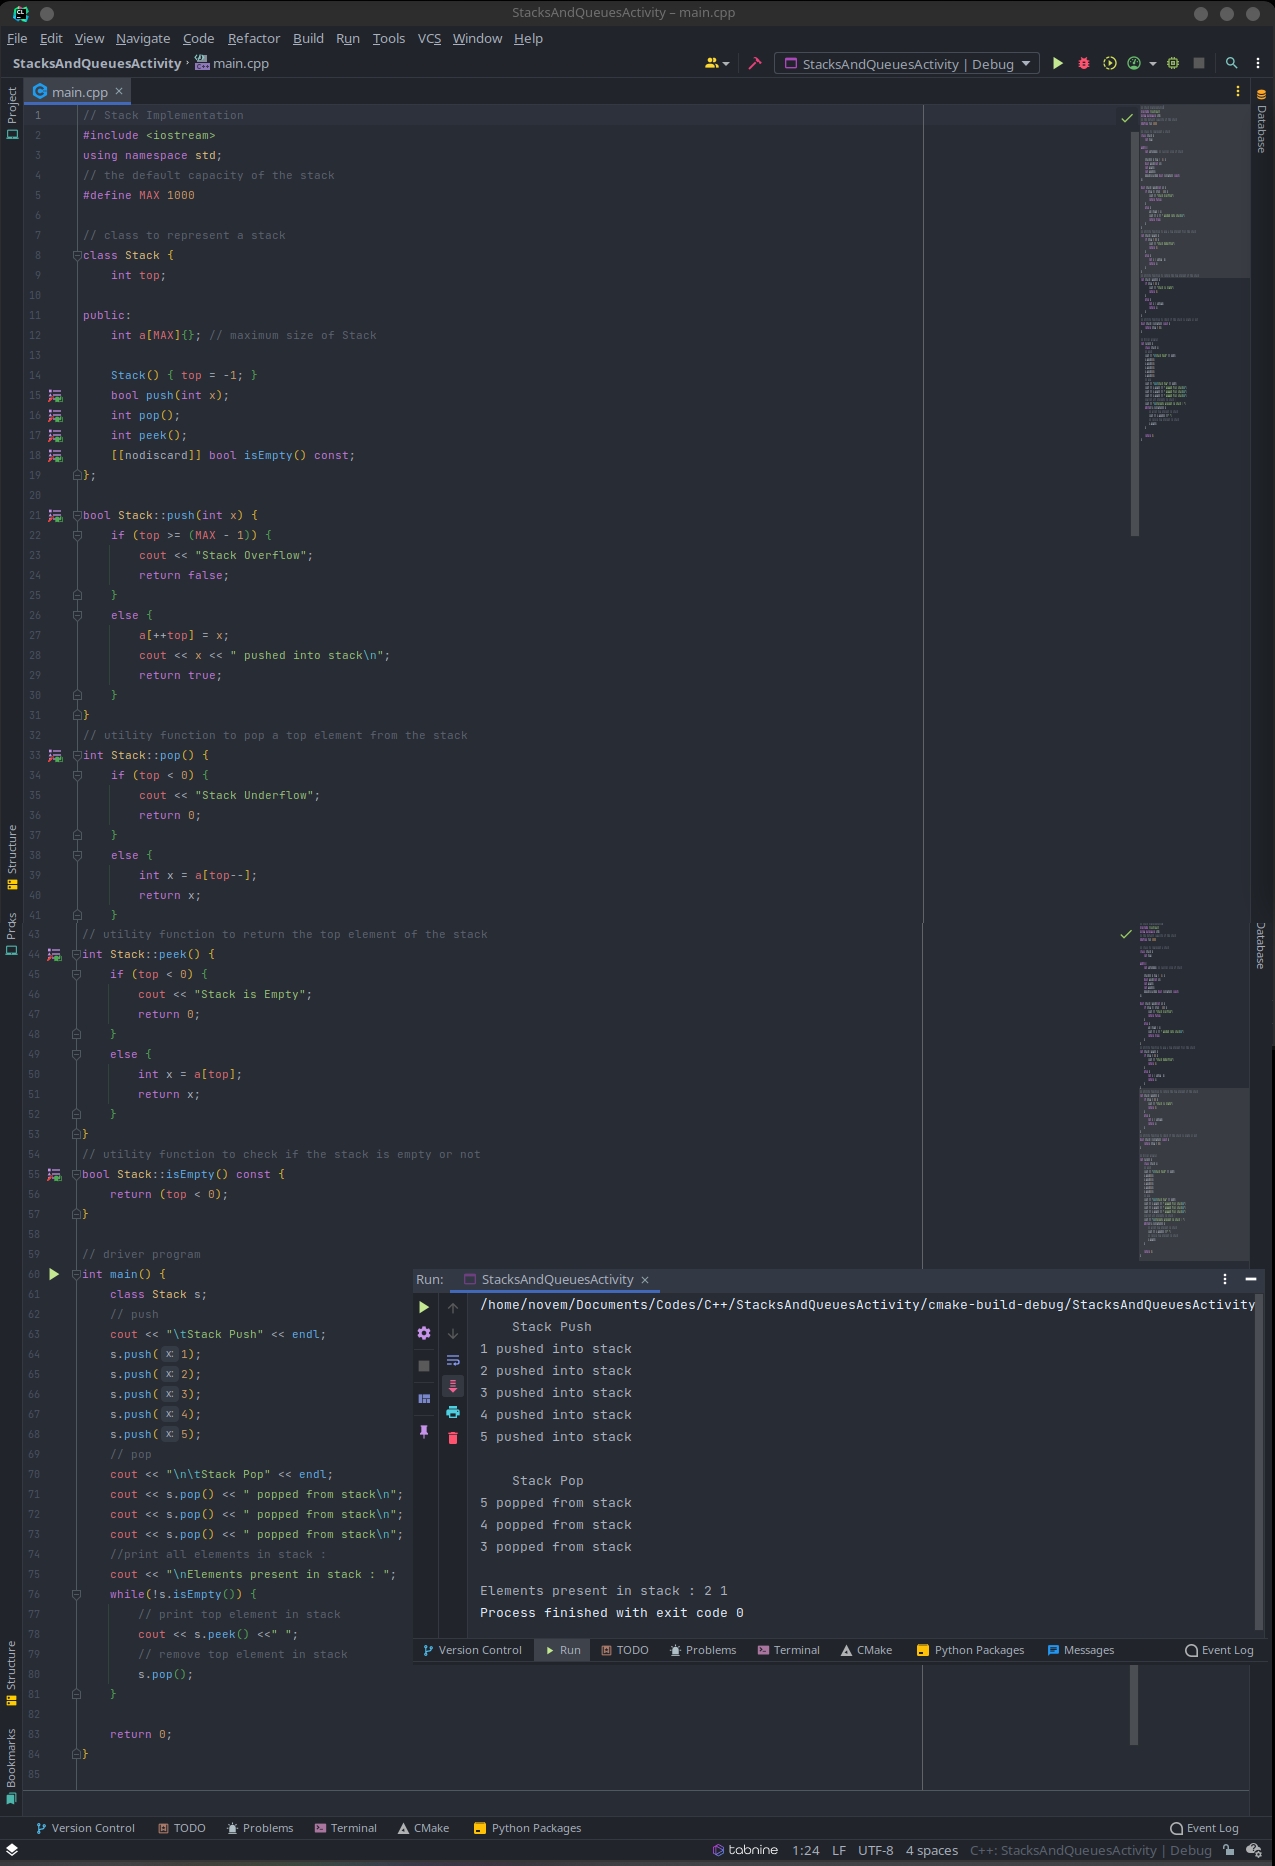 StacksAndQueuesActivity – main.cpp
File Edit View Navigate Code Refactor Build Run Tools VCS Window Help
StacksAndQueuesActivity › main.cpp
StacksAndQueuesActivity | Debug
main.cpp ×
Project
Database
1 // Stack Implementation
2 #include <iostream>
3 using namespace std;
4 // the default capacity of the stack
5 #define MAX 1000
6
7 // class to represent a stack
8 class Stack {
9 int top;
10
11 public:
12 int a[MAX]{}; // maximum size of Stack
13
14 Stack() { top = -1; }
15 bool push(int x);
16 int pop();
17 int peek();
18 [[nodiscard]] bool isEmpty() const;
19 };
20
21 bool Stack::push(int x) {
22 if (top >= (MAX - 1)) {
23 cout << "Stack Overflow";
24 return false;
25 }
26 else {
27 a[++top] = x;
28 cout << x << " pushed into stack\n";
29 return true;
30 }
31 }
32 // utility function to pop a top element from the stack
33 int Stack::pop() {
34 if (top < 0) {
35 cout << "Stack Underflow";
36 return 0;
37 }
38 else {
39 int x = a[top--];
40 return x;
41 }
Structure
Database
43 // utility function to return the top element of the stack
44 int Stack::peek() {
45 if (top < 0) {
46 cout << "Stack is Empty";
47 return 0;
48 }
49 else {
50 int x = a[top];
51 return x;
52 }
53 }
54 // utility function to check if the stack is empty or not
55 bool Stack::isEmpty() const {
56 return (top < 0);
57 }
58
59 // driver program
60 int main() {
61 class Stack s;
62 // push
63 cout << "\tStack Push" << endl;
64 s.push( x: 1);
65 s.push( x: 2);
66 s.push( x: 3);
67 s.push( x: 4);
68 s.push( x: 5);
69 // pop
70 cout << "\n\tStack Pop" << endl;
71 cout << s.pop() << " popped from stack\n";
72 cout << s.pop() << " popped from stack\n";
73 cout << s.pop() << " popped from stack\n";
74 //print all elements in stack :
75 cout << "\nElements present in stack : ";
76 while(!s.isEmpty()) {
77 // print top element in stack
78 cout << s.peek() <<" ";
79 // remove top element in stack
80 s.pop();
81 }
82
83 return 0;
84 }
85
Structure
Bookmarks
Run: StacksAndQueuesActivity ×
/home/novem/Documents/Codes/C++/StacksAndQueuesActivity/cmake-build-debug/StacksAndQueuesActivity
Stack Push
1 pushed into stack
2 pushed into stack
3 pushed into stack
4 pushed into stack
5 pushed into stack
Stack Pop
5 popped from stack
4 popped from stack
3 popped from stack
Elements present in stack : 2 1
Process finished with exit code 0
Version Control Run TODO Problems Terminal CMake Python Packages Messages Event Log
Version Control TODO Problems Terminal CMake Python Packages Event Log
tabnine 1:24 LF UTF-8 4 spaces C++: StacksAndQueuesActivity | Debug